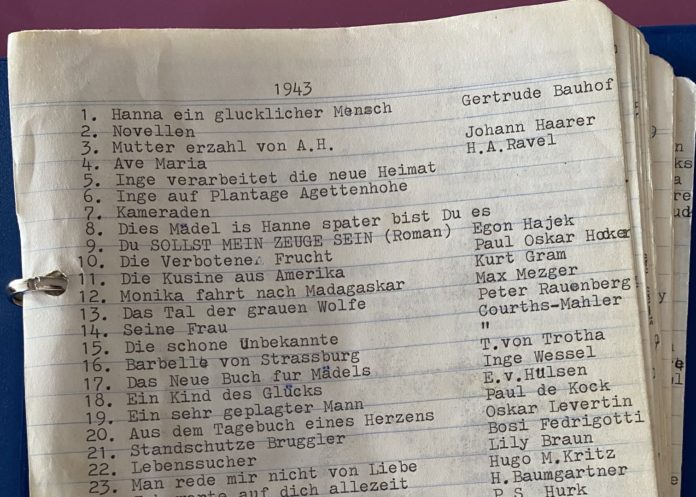 1943
1. Hanna ein glucklicher Mensch Gertrude Bauhof
2. Novellen
3. Mutter erzahl von A.H. Johann Haarer
4. Ave Maria H.A.Ravel
5. Inge verarbeitet die neue Heimat
6. Inge auf Plantage Agettenhohe
7. Kameraden
8. Dies Mädel is Hanne spater bist Du es
9. Du SOLLST MEIN ZEUGE SEIN (Roman) Egon Hajek
10. Die Verbotene Frucht Paul Oskar Hocker
11. Die Kusine aus Amerika Kurt Gram
12. Monika fahrt nach Madagaskar Max Mezger
13. Das Tal der grauen Wolfe Peter Rauenberg
14. Seine Frau Courths-Mahler
15. Die schone Unbekannte "
16. Barbelle von Strassburg T.von Trotha
17. Das Neue Buch fur Mädels Inge Wessel
18. Ein Kind des Glücks E.v.Hülsen
19. Ein sehr geplagter Mann Paul de Kock
20. Aus dem Tagebuch eines Herzens Oskar Levertin
21. Standschutze Bruggler Bosi Fedrigotti
22. Lebenssucher Lily Braun
23. Man rede mir nicht von Liebe Hugo M.Kritz
warte auf dich allezeit H.Baumgartner
P.S. Hurk